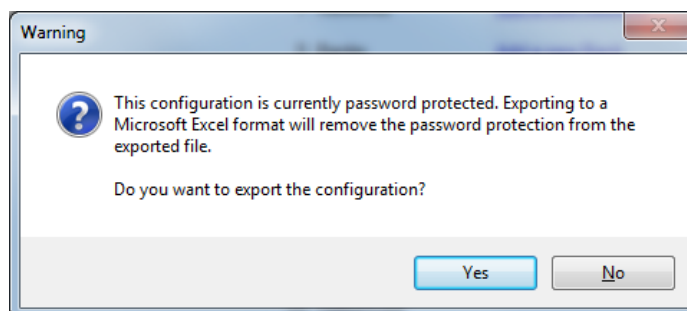 Warning
This configuration is currently password protected. Exporting to a
Microsoft Excel format will remove the password protection from the
exported file.
Do you want to export the configuration?
Yes
No